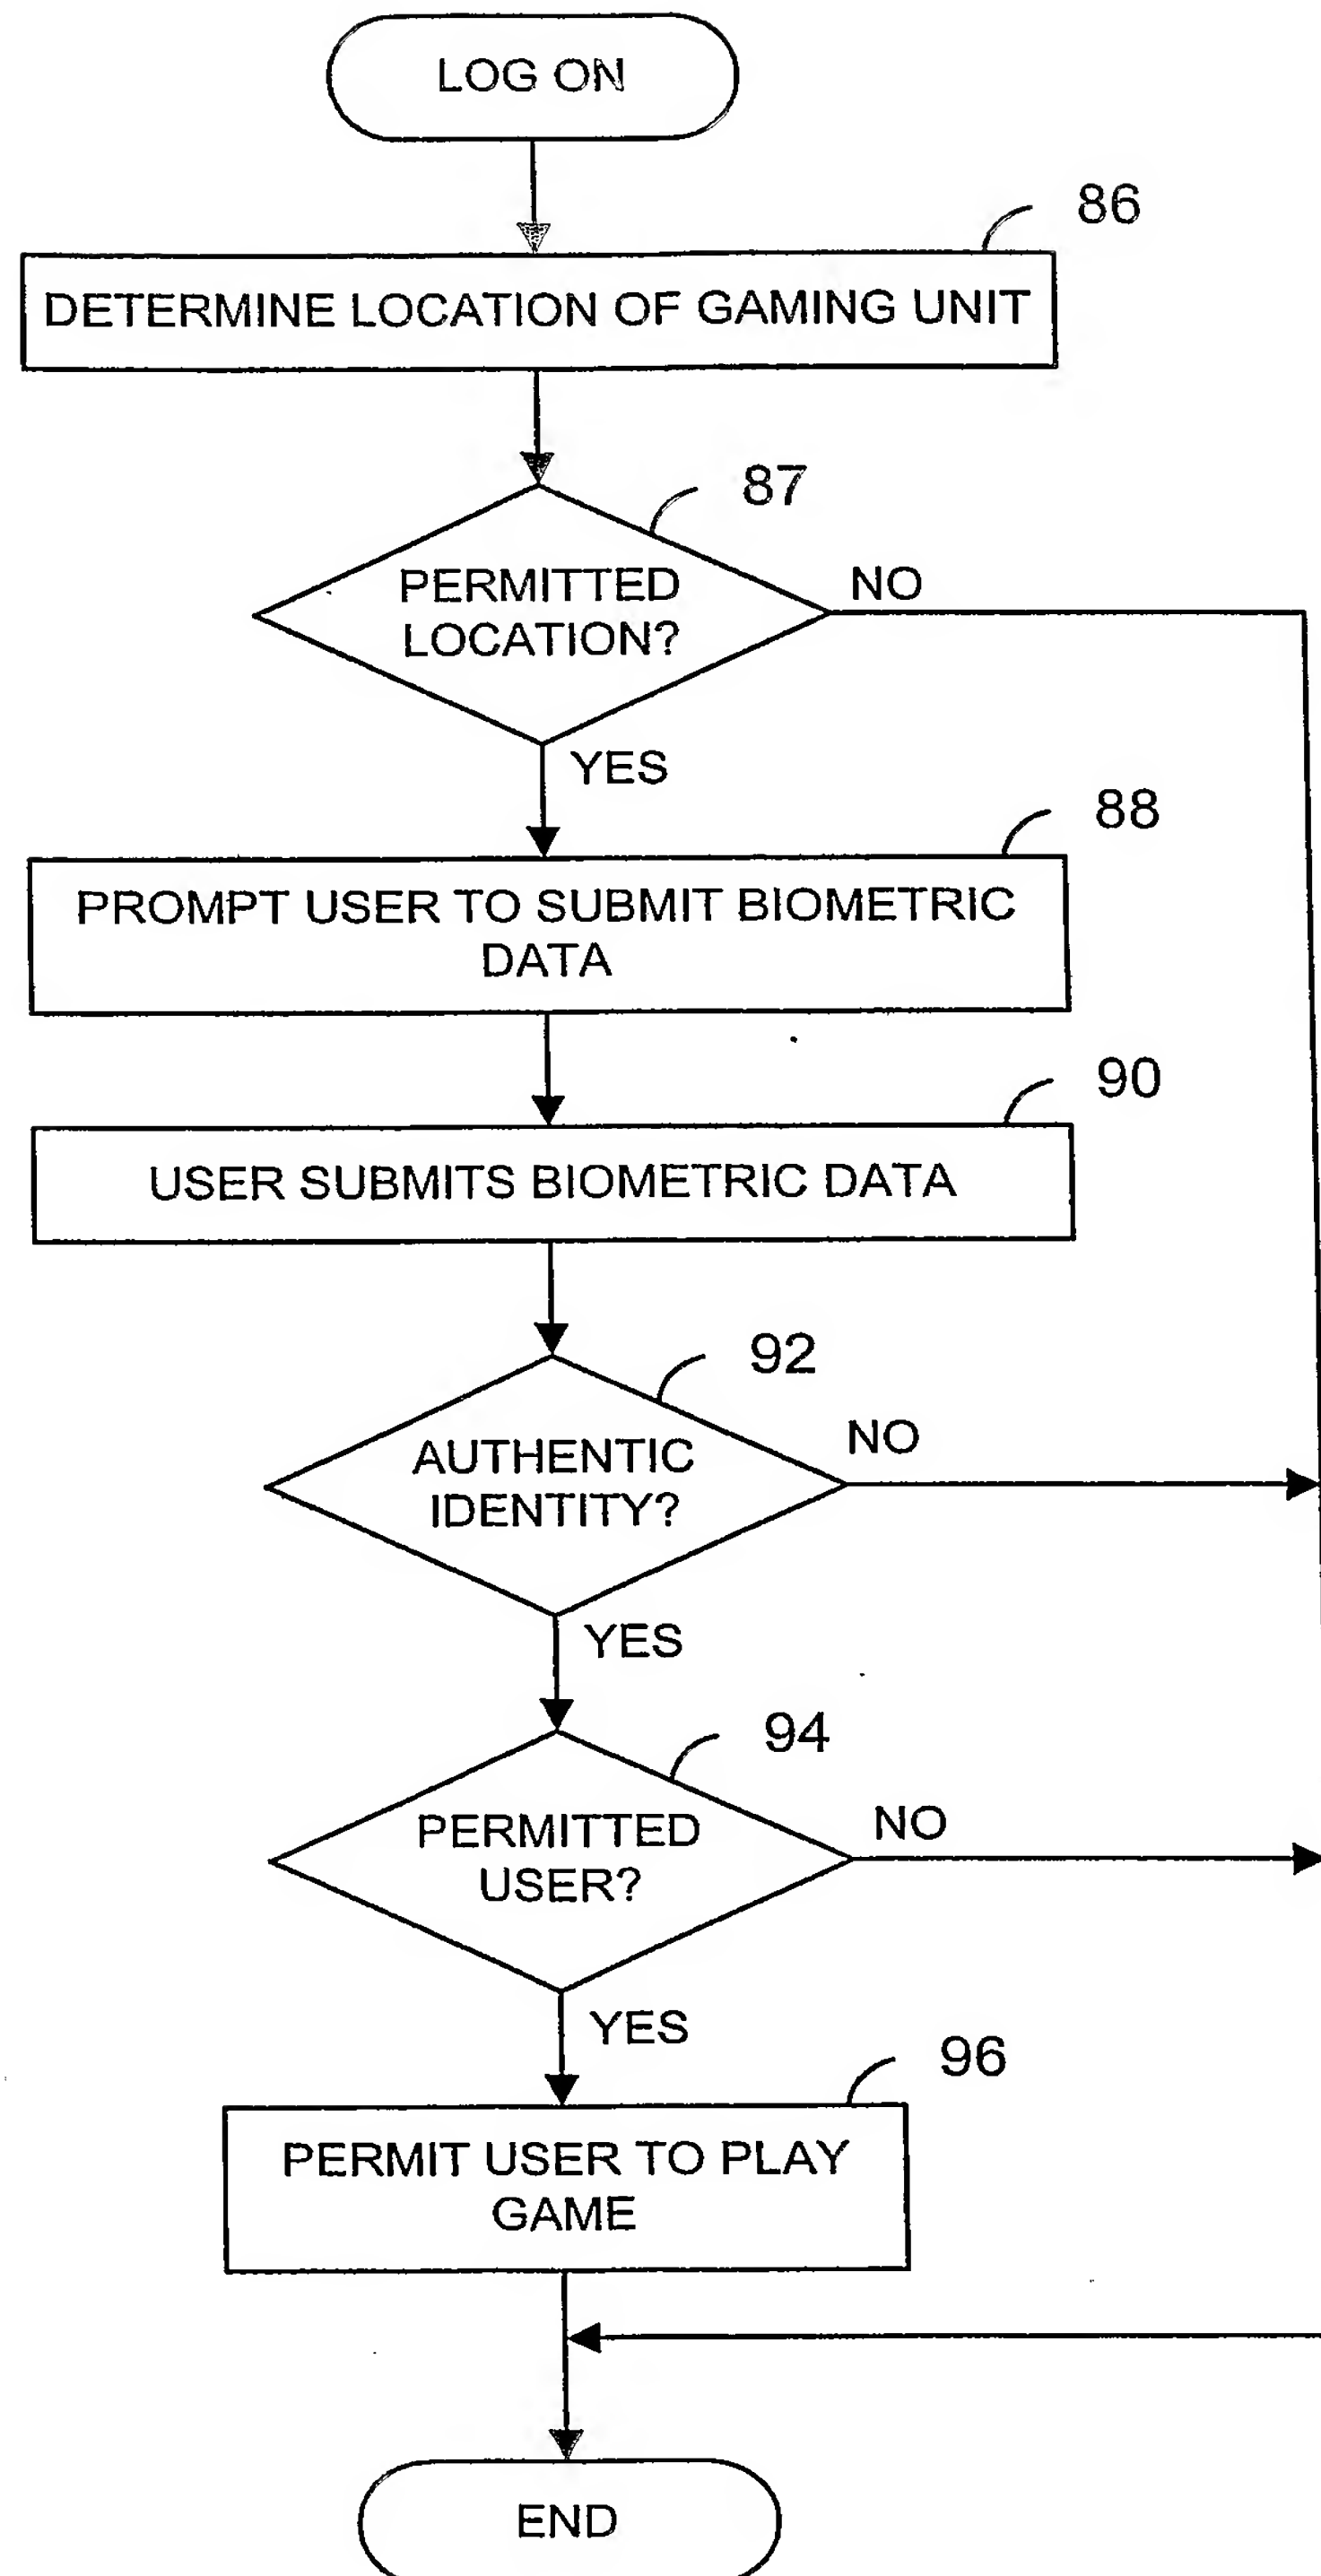 LOG ON
86
DETERMINE LOCATION OF GAMING UNIT
87
PERMITTED
LOCATION?
NO
YES
88
PROMPT USER TO SUBMIT BIOMETRIC
DATA
90
USER SUBMITS BIOMETRIC DATA
92
AUTHENTIC
IDENTITY?
NO
YES
94
PERMITTED
USER?
NO
YES
96
PERMIT USER TO PLAY
GAME
END